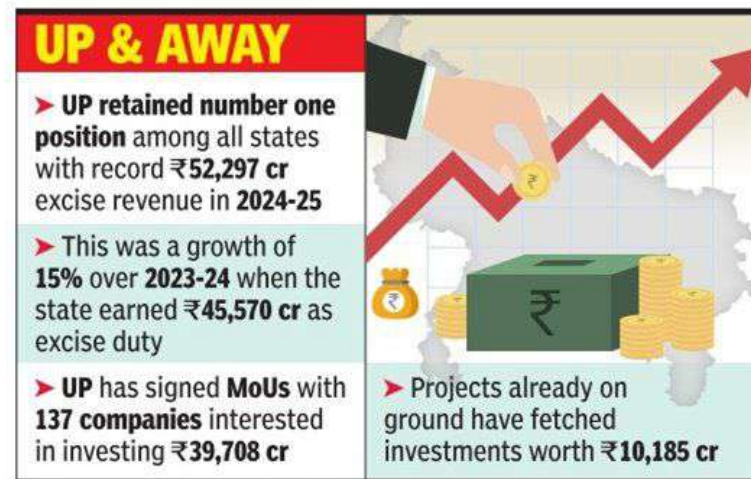 UP & AWAY
➤ UP retained number one
position among all states
with record ₹52,297 cr
excise revenue in 2024-25
➤ This was a growth of
15% over 2023-24 when the
state earned ₹45,570 cr as
excise duty
➤ UP has signed MoUs with
137 companies interested
in investing ₹39,708 cr
₹
₹
₹
➤ Projects already on
ground have fetched
investments worth ₹10,185 cr